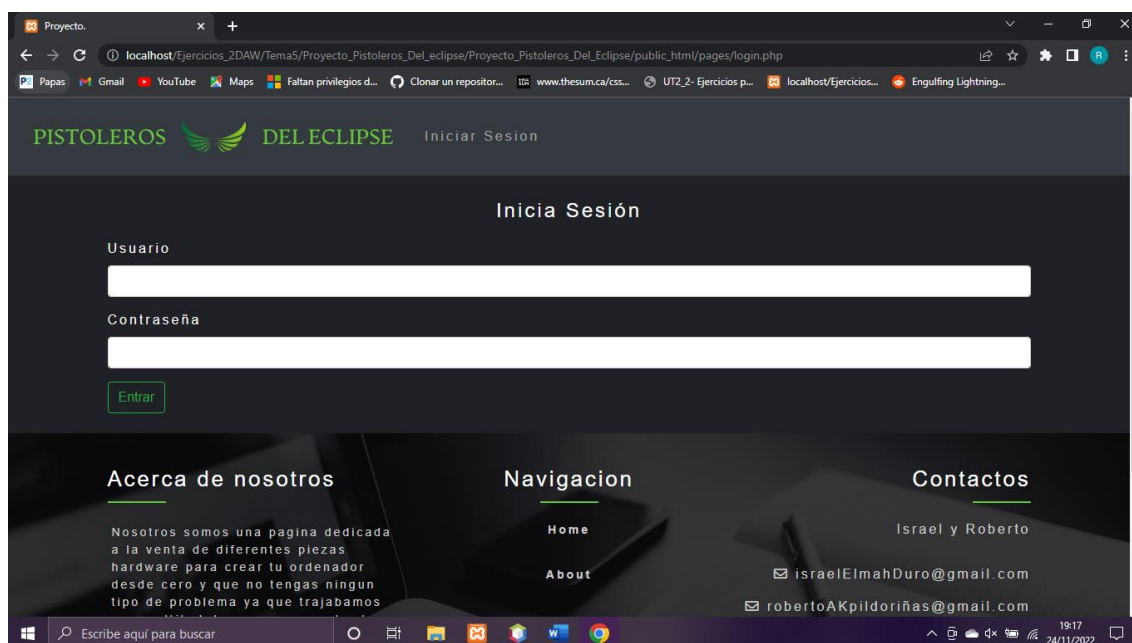 Proyecto.
localhost/Ejercicios_2DAW/Tema5/Proyecto_Pistoleros_Del_eclipse/Proyecto_Pistoleros_Del_Eclipse/public_html/pages/login.php
R
Papas Gmail YouTube Maps Faltan privilegios d... Clonar un repositor... www.thesum.ca/css... UT2_2- Ejercicios p... localhost/Ejercicios... Engulfing Lightning...
PISTOLEROS DEL ECLIPSE Iniciar Sesion
Inicia Sesión
Usuario
Contraseña
Entrar
Acerca de nosotros
Nosotros somos una pagina dedicada
a la venta de diferentes piezas
hardware para crear tu ordenador
desde cero y que no tengas ningun
tipo de problema ya que trajabamos
Navigacion
Home
About
Contactos
Israel y Roberto
israelElmahDuro@gmail.com
robertoAKpildoriñas@gmail.com
Escribe aquí para buscar
19:17
24/11/2022